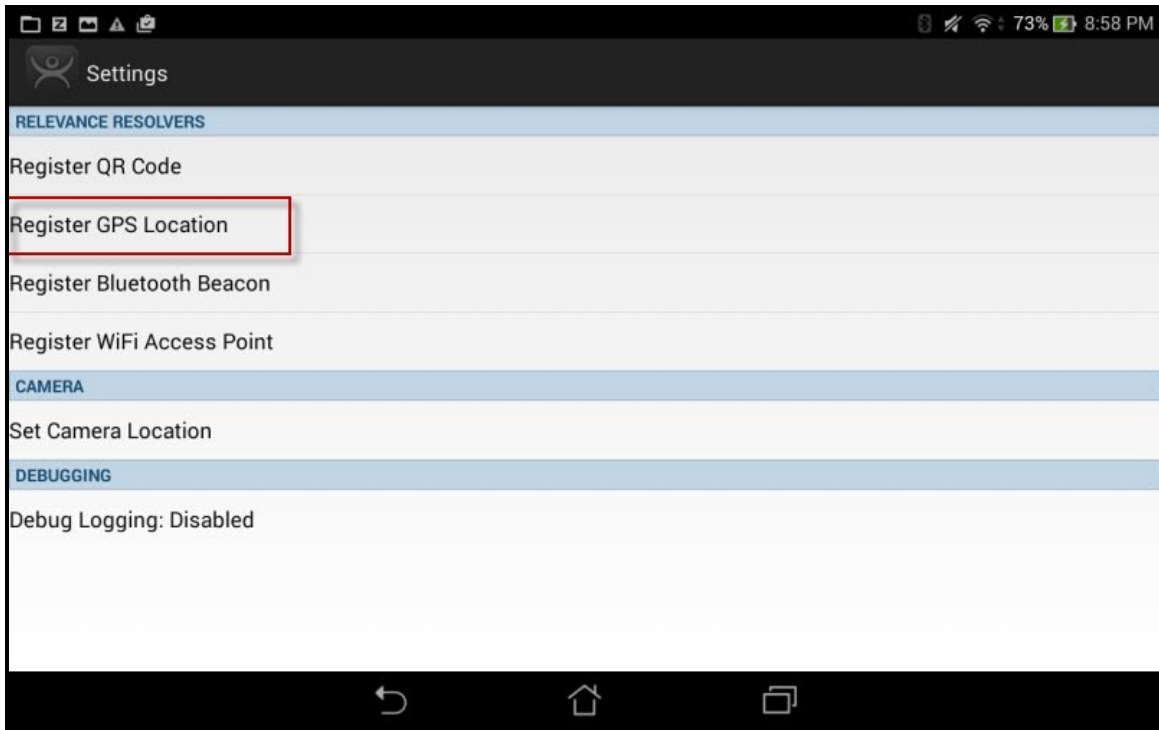 73% 8:58 PM
Settings
RELEVANCE RESOLVERS
Register QR Code
Register GPS Location
Register Bluetooth Beacon
Register WiFi Access Point
CAMERA
Set Camera Location
DEBUGGING
Debug Logging: Disabled